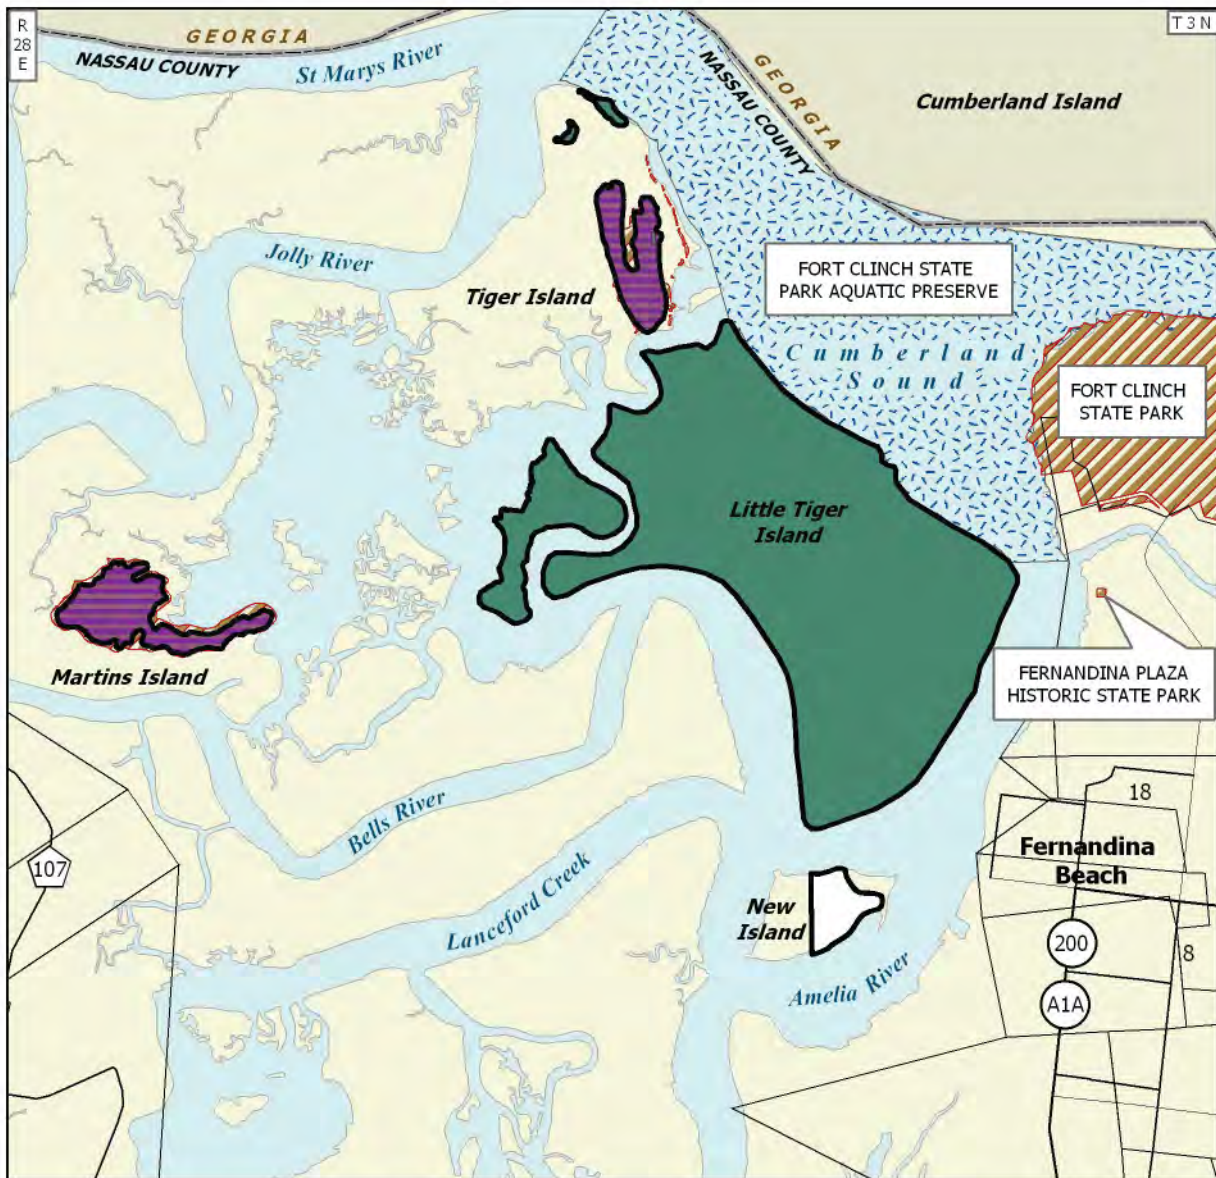 R
28
E
GEORGIA
T 3 N
NASSAU COUNTY
St Marys River
GEORGIA
NASSAU COUNTY
Cumberland Island
Jolly River
FORT CLINCH STATE
PARK AQUATIC PRESERVE
Tiger Island
Cumberland
Sound
FORT CLINCH
STATE PARK
Little Tiger
Island
Martins Island
FERNANDINA PLAZA
HISTORIC STATE PARK
Bells River
18
Fernandina
Beach
107
Lanceford Creek
New
Island
200
8
Amelia River
A1A